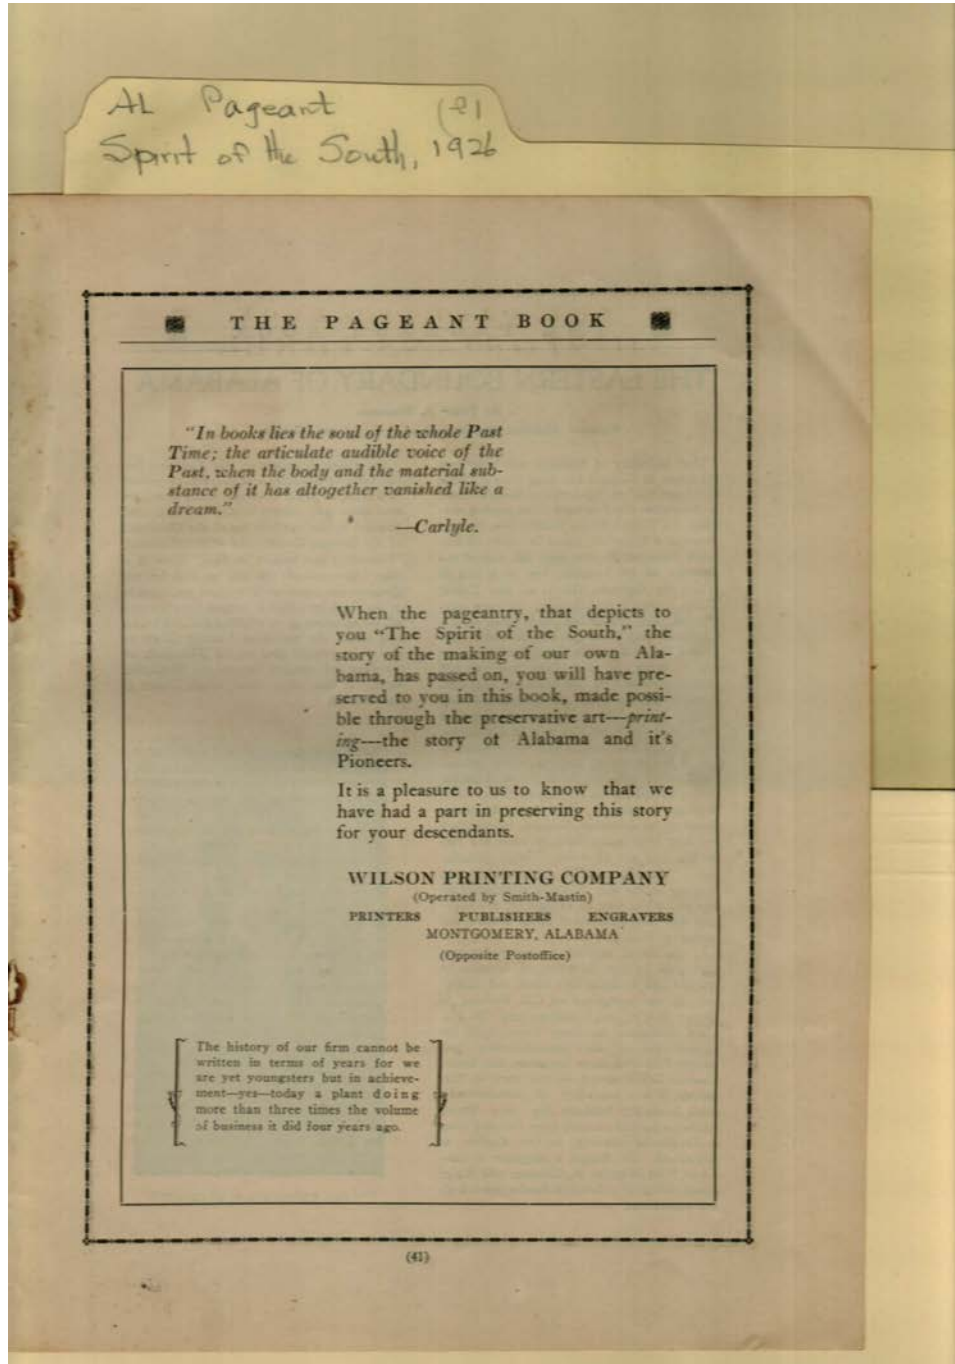 AL Pageant (e)
Spirit of the South, 1926
THE PAGEANT BOOK
"In books lies the soul of the whole Past
Time; the articulate audible voice of the
Past, when the body and the material sub-
stance of it has altogether vanished like a
dream."
—Carlyle.
When the pageantry, that depicts to
you "The Spirit of the South," the
story of the making of our own Ala-
bama, has passed on, you will have pre-
served to you in this book, made possi-
ble through the preservative art—print-
ing—the story of Alabama and it's
Pioneers.
It is a pleasure to us to know that we
have had a part in preserving this story
for your descendants.
WILSON PRINTING COMPANY
(Operated by Smith-Mastin)
PRINTERS PUBLISHERS ENGRAVERS
MONTGOMERY, ALABAMA
(Opposite Postoffice)
The history of our firm cannot be
written in terms of years for we
are yet youngsters but in achieve-
ment—yes—today a plant doing
more than three times the volume
of business it did four years ago.
(41)